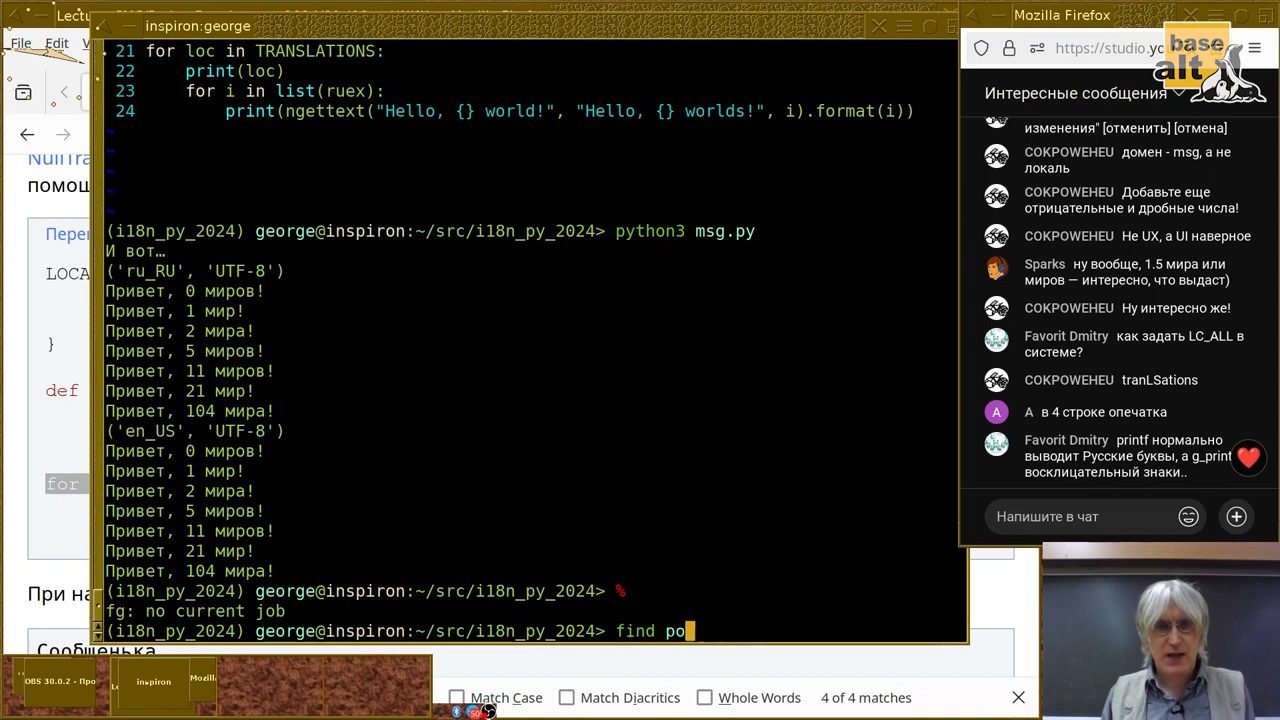 Lectu
inspiron:george
File Edit V
21 for loc in TRANSLATIONS:
22 print(loc)
23 for i in list(ruex):
24 print(ngettext("Hello, {} world!", "Hello, {} worlds!", i).format(i))
~
~
~
~
~
(i18n_py_2024) george@inspiron:~/src/i18n_py_2024> python3 msg.py
И вот…
('ru_RU', 'UTF-8')
Привет, 0 миров!
Привет, 1 мир!
Привет, 2 мира!
Привет, 5 миров!
Привет, 11 миров!
Привет, 21 мир!
Привет, 104 мира!
('en_US', 'UTF-8')
Привет, 0 миров!
Привет, 1 мир!
Привет, 2 мира!
Привет, 5 миров!
Привет, 11 миров!
Привет, 21 мир!
Привет, 104 мира!
(i18n_py_2024) george@inspiron:~/src/i18n_py_2024> %
fg: no current job
(i18n_py_2024) george@inspiron:~/src/i18n_py_2024> find po
NullTra
помощ
Пере
LOCA
}
def
for
При на
Сообщенька
Mozilla Firefox
https://studio.yo
base
alt
Интересные сообщения
изменения" [отменить] [отмена]
COKPOWEHEU домен - msg, а не
локаль
COKPOWEHEU Добавьте еще
отрицательные и дробные числа!
COKPOWEHEU Не UX, а UI наверное
Sparks ну вообще, 1.5 мира или
миров — интересно, что выдаст)
COKPOWEHEU Ну интересно же!
Favorit Dmitry как задать LC_ALL в
системе?
COKPOWEHEU tranLSations
A A в 4 строке опечатка
Favorit Dmitry printf нормально
выводит Русские буквы, а g_print
восклицательный знаки..
Напишите в чат
OBS 30.0.2 - Про
inspiron
Mozill
Match Case Match Diacritics Whole Words 4 of 4 matches